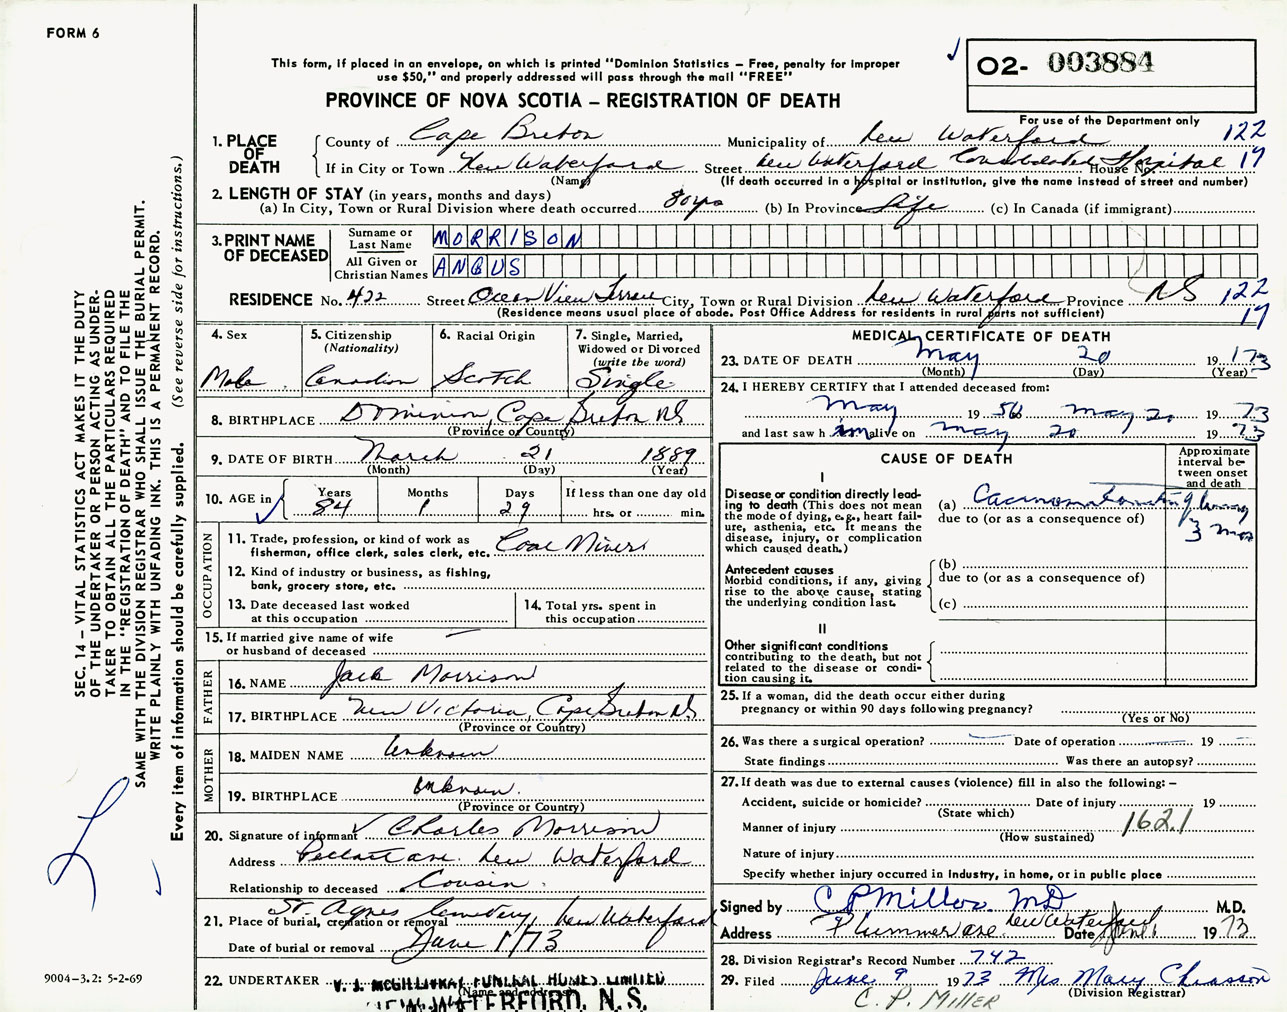 FORM 6
This form, if placed in an envelope, on which is printed "Dominion Statistics – Free, penalty for improper
use $50," and properly addressed will pass through the mail "FREE"
PROVINCE OF NOVA SCOTIA – REGISTRATION OF DEATH
O2- 003884
For use of the Department only
1. PLACE OF DEATH
County of Cape Breton Municipality of New Waterford 122
If in City or Town New Waterford Street New Waterford Consolidated Hospital House No. 17
(Name) (If death occurred in a hospital or institution, give the name instead of street and number)
2. LENGTH OF STAY (in years, months and days)
(a) In City, Town or Rural Division where death occurred 80 yrs (b) In Province Life (c) In Canada (if immigrant)
3. PRINT NAME OF DECEASED
Surname or Last Name MORRISON
All Given or Christian Names ANGUS
RESIDENCE No. 422 Street Ocean View Terrace City, Town or Rural Division New Waterford Province NS 122
(Residence means usual place of abode. Post Office Address for residents in rural parts not sufficient) 17
4. Sex
Male
5. Citizenship
(Nationality)
Canadian
6. Racial Origin
Scotch
7. Single, Married,
Widowed or Divorced
(write the word)
Single
8. BIRTHPLACE Dominion, Cape Breton NS
(Province or Country)
9. DATE OF BIRTH March 21 1889
(Month) (Day) (Year)
10. AGE in
Years Months Days If less than one day old
84 1 29 hrs. or min.
OCCUPATION
11. Trade, profession, or kind of work as
fisherman, office clerk, sales clerk, etc. Coal Miner
12. Kind of industry or business, as fishing,
bank, grocery store, etc.
13. Date deceased last worked
at this occupation
14. Total yrs. spent in
this occupation
15. If married give name of wife
or husband of deceased
FATHER
16. NAME Jack Morrison
17. BIRTHPLACE New Victoria, Cape Breton NS
(Province or Country)
MOTHER
18. MAIDEN NAME Unknown
19. BIRTHPLACE Unknown.
(Province or Country)
20. Signature of informant Charles Morrison
Address ave. New Waterford
Relationship to deceased Cousin
21. Place of burial, cremation or removal St. Agnes Cemetery, New Waterford
Date of burial or removal June 1/73
22. UNDERTAKER V. J. McGILLIVRAY FUNERAL HOMES LIMITED
(Name and address)
NEW WATERFORD, N. S.
MEDICAL CERTIFICATE OF DEATH
23. DATE OF DEATH May 20 1973
(Month) (Day) (Year)
24. I HEREBY CERTIFY that I attended deceased from:
May 1956 May 20 1973
and last saw him alive on May 20 1973
CAUSE OF DEATH
Approximate
interval be-
tween onset
and death
I
Disease or condition directly lead-
ing to death (This does not
mean the mode of dying, e.g., heart fail-
ure, asthenia, etc. It means the
disease, injury, or complication
which caused death.)
(a) of lung
due to (or as a consequence of)
3 mos
Antecedent causes
Morbid conditions, if any, giving
rise to the above cause, stating
the underlying condition last.
(b)
due to (or as a consequence of)
(c)
II
Other significant conditions
contributing to the death, but not
related to the disease or condi-
tion causing it.
25. If a woman, did the death occur either during
pregnancy or within 90 days following pregnancy?
(Yes or No)
26. Was there a surgical operation? Date of operation 19
State findings Was there an autopsy?
27. If death was due to external causes (violence) fill in also the following: –
Accident, suicide or homicide? Date of injury 19
(State which)
Manner of injury 162.1
(How sustained)
Nature of injury
Specify whether injury occurred in industry, in home, or in public place
Signed by C P Miller. MD M.D.
Address Plummer ave New Waterford Date June 1973
28. Division Registrar's Record Number 742
29. Filed June 9 1973 Mrs Mary Chiasson
(Division Registrar)
C. P. MILLER
SEC. 14 – VITAL STATISTICS ACT MAKES IT THE DUTY
OF THE UNDERTAKER OR PERSON ACTING AS UNDER-
TAKER TO OBTAIN ALL THE PARTICULARS REQUIRED
IN THE "REGISTRATION OF DEATH" AND TO FILE THE
SAME WITH THE DIVISION REGISTRAR WHO SHALL ISSUE THE BURIAL PERMIT.
WRITE PLAINLY WITH UNFADING INK. THIS IS A PERMANENT RECORD.
Every item of information should be carefully supplied. (See reverse side for instructions.)
9004–3.2: 5-2-69